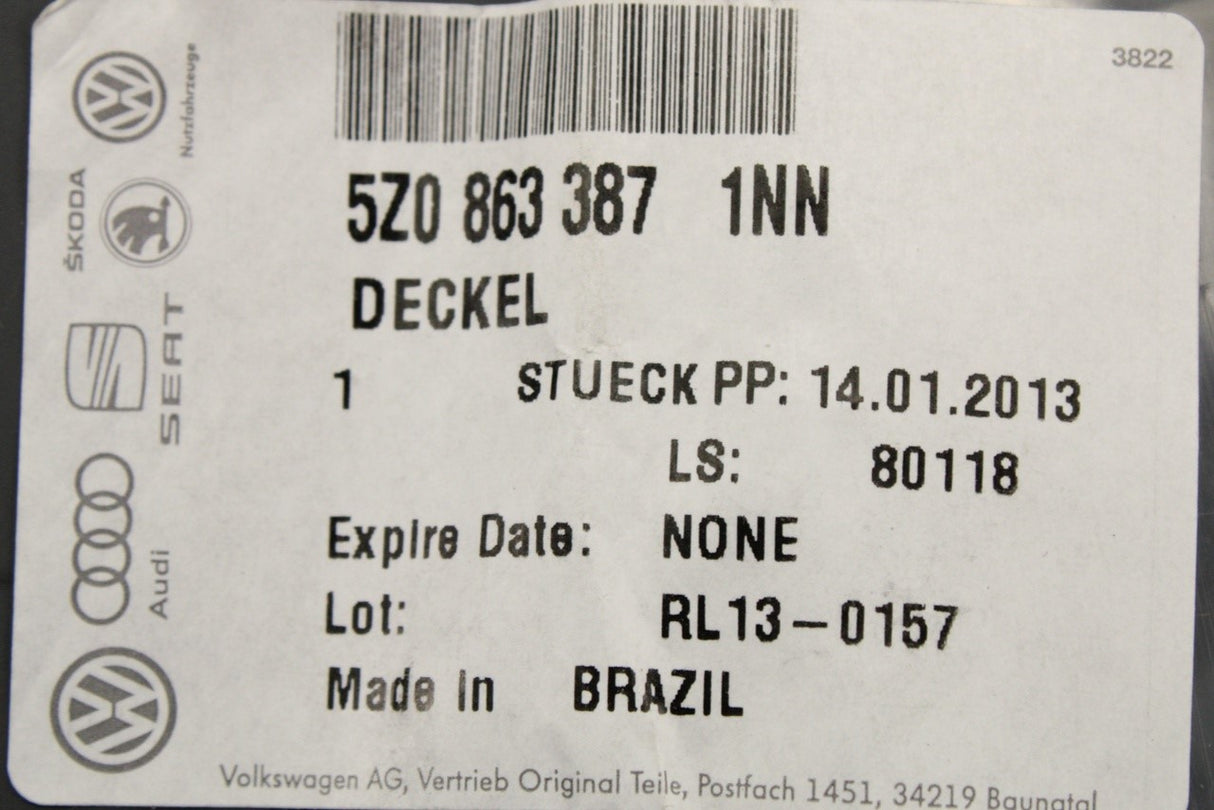 3822
5Z0 863 387 1NN
DECKEL
1 STUECK PP: 14.01.2013
LS: 80118
Expire Date: NONE
Lot: RL13-0157
Made In BRAZIL
Volkswagen AG, Vertrieb Original Teile, Postfach 1451, 34219 Baunatal
Nutzfahrzeuge
ŠKODA
SEAT
Audi